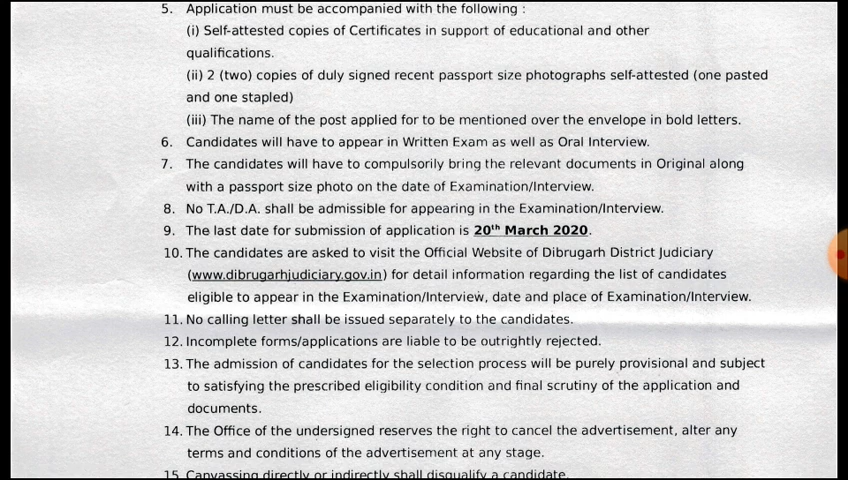 5. Application must be accompanied with the following :
(i) Self-attested copies of Certificates in support of educational and other
qualifications.
(ii) 2 (two) copies of duly signed recent passport size photographs self-attested (one pasted
and one stapled)
(iii) The name of the post applied for to be mentioned over the envelope in bold letters.
6. Candidates will have to appear in Written Exam as well as Oral Interview.
7. The candidates will have to compulsorily bring the relevant documents in Original along
with a passport size photo on the date of Examination/Interview.
8. No T.A./D.A. shall be admissible for appearing in the Examination/Interview.
9. The last date for submission of application is 20th March 2020.
10. The candidates are asked to visit the Official Website of Dibrugarh District Judiciary
(www.dibrugarhjudiciary.gov.in) for detail information regarding the list of candidates
eligible to appear in the Examination/Interview, date and place of Examination/Interview.
11. No calling letter shall be issued separately to the candidates.
12. Incomplete forms/applications are liable to be outrightly rejected.
13. The admission of candidates for the selection process will be purely provisional and subject
to satisfying the prescribed eligibility condition and final scrutiny of the application and
documents.
14. The Office of the undersigned reserves the right to cancel the advertisement, alter any
terms and conditions of the advertisement at any stage.
15. Canvassing directly or indirectly shall disqualify a candidate.